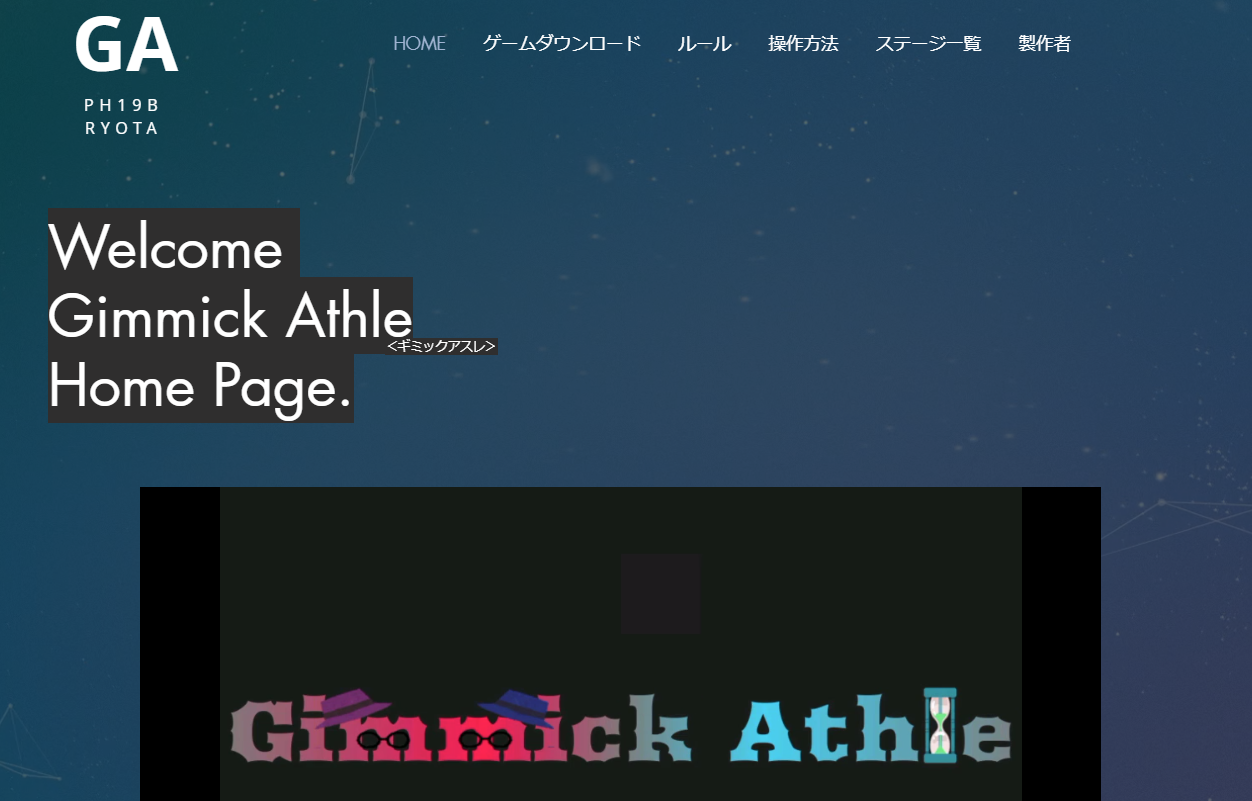 GA
PH19B
RYOTA
HOME ゲームダウンロード ルール 操作方法 ステージ一覧 製作者
Welcome
Gimmick Athle
<ギミックアスレ>
Home Page.
Gimmick Athle